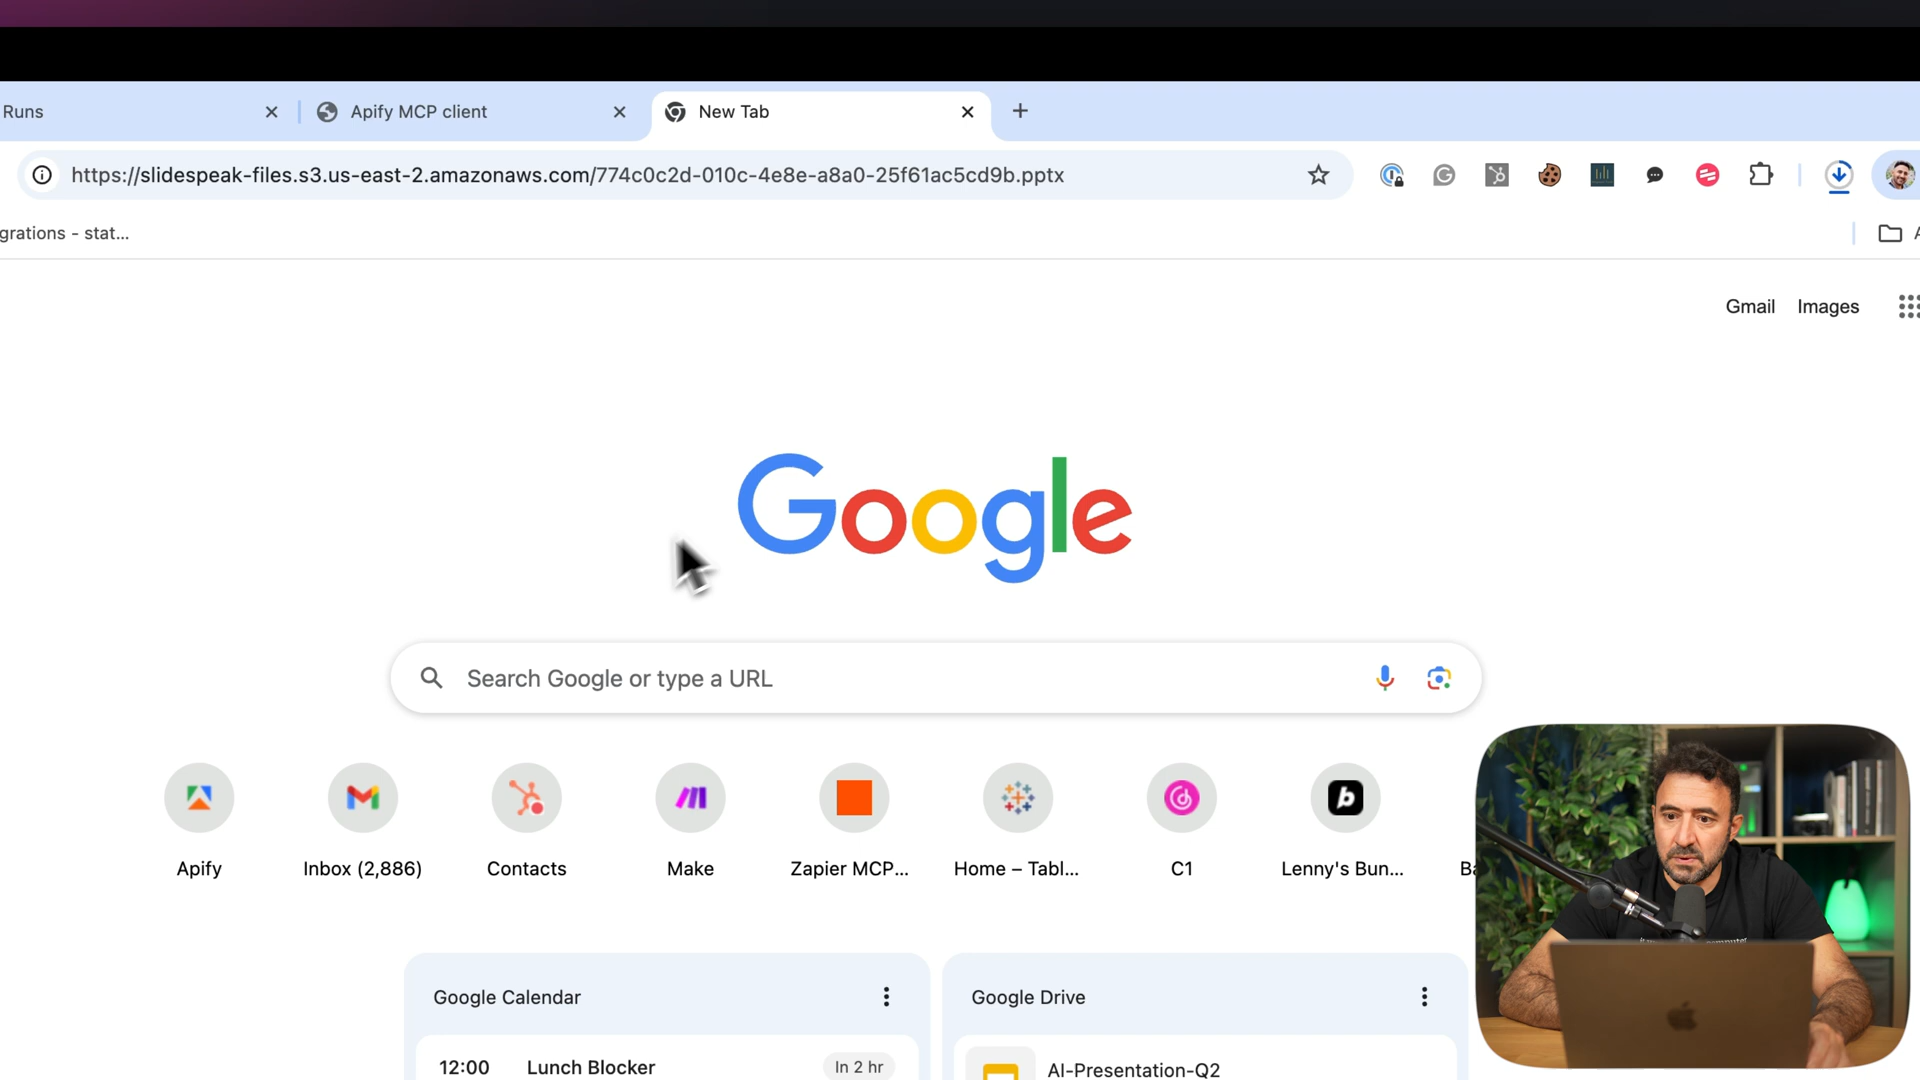 Runs
Apify MCP client
New Tab
https://slidespeak-files.s3.us-east-2.amazonaws.com/774c0c2d-010c-4e8e-a8a0-25f61ac5cd9b.pptx
grations - stat...
Gmail Images
Google
Search Google or type a URL
Apify
Inbox (2,886)
Contacts
Make
Zapier MCP...
Home – Tabl...
C1
Lenny's Bun...
Google Calendar
Google Drive
12:00 Lunch Blocker In 2 hr
AI-Presentation-Q2